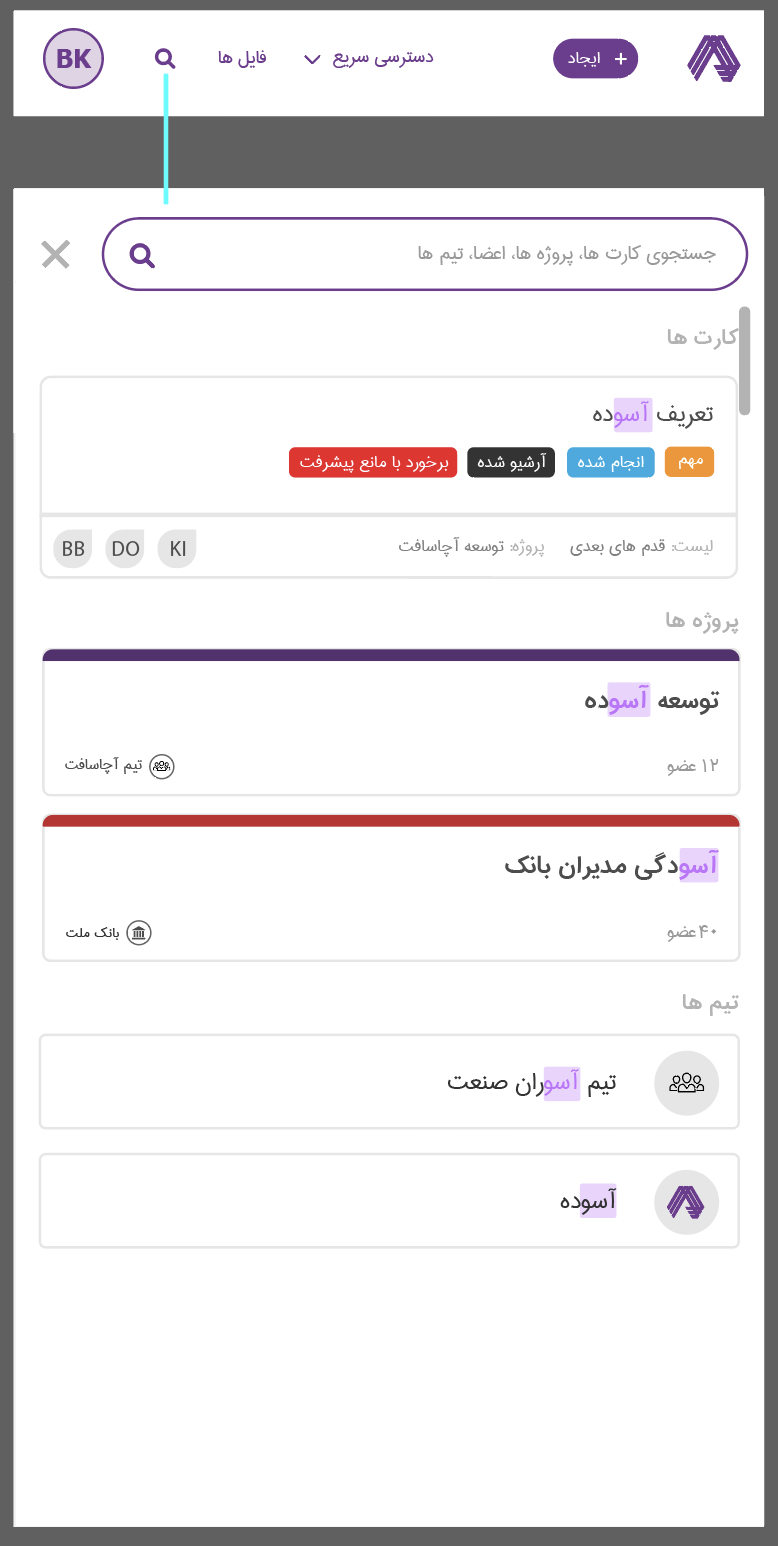 + ایجاد
دسترسی سریع
فایل ها
BK
جستجوی کارت ها، پروژه ها، اعضا، تیم ها
کارت ها
تعریف آسوده
مهم
انجام شده
آرشیو شده
برخورد با مانع پیشرفت
لیست: قدم های بعدی
پروژه: توسعه آچاسافت
KI
DO
BB
پروژه ها
توسعه آسوده
۱۲ عضو
تیم آچاسافت
آسودگی مدیران بانک
۴۰ عضو
بانک ملت
تیم ها
تیم آسوران صنعت
آسوده